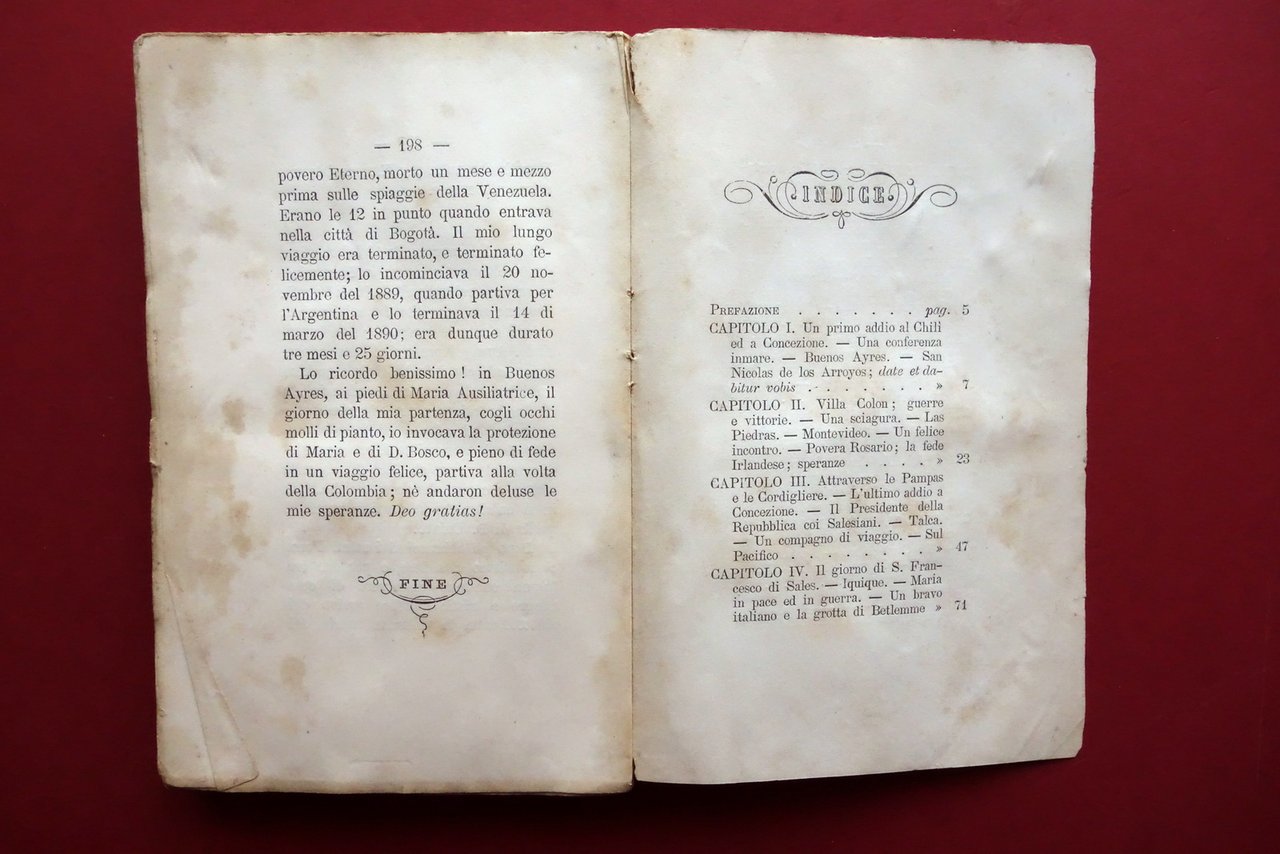 — 198 —
povero Eterno, morto un mese e mezzo
prima sulle spiaggie della Venezuela.
Erano le 12 in punto quando entrava
nella città di Bogotà. Il mio lungo
viaggio era terminato, e terminato fe-
licemente; lo incominciava il 20 no-
vembre del 1889, quando partiva per
l'Argentina e lo terminava il 14 di
marzo del 1890; era dunque durato
tre mesi e 25 giorni.
Lo ricordo benissimo! in Buenos
Ayres, ai piedi di Maria Ausiliatrice, il
giorno della mia partenza, cogli occhi
molli di pianto, io invocava la protezione
di Maria e di D. Bosco, e pieno di fede
in un viaggio felice, partiva alla volta
della Colombia; nè andaron deluse le
mie speranze. Deo gratias!
FINE
INDICE
PREFAZIONE . . . . . . . pag. 5
CAPITOLO I. Un primo addio al Chilì
ed a Concezione. — Una conferenza
inmare. — Buenos Ayres. — San
Nicolas de los Arroyos; date et da-
bitur vobis . . . . . . . » 7
CAPITOLO II. Villa Colon; guerre
e vittorie. — Una sciagura. — Las
Piedras. — Montevideo. — Un felice
incontro. — Povera Rosario; la fede
Irlandese; speranze . . . . » 23
CAPITOLO III. Attraverso le Pampas
e le Cordigliere. — L'ultimo addio a
Concezione. — Il Presidente della
Repubblica coi Salesiani. — Talca.
— Un compagno di viaggio. — Sul
Pacifico . . . . . . . . » 47
CAPITOLO IV. Il giorno di S. Fran-
cesco di Sales. — Iquique. — Maria
in pace ed in guerra. — Un bravo
italiano e la grotta di Betlemme » 71